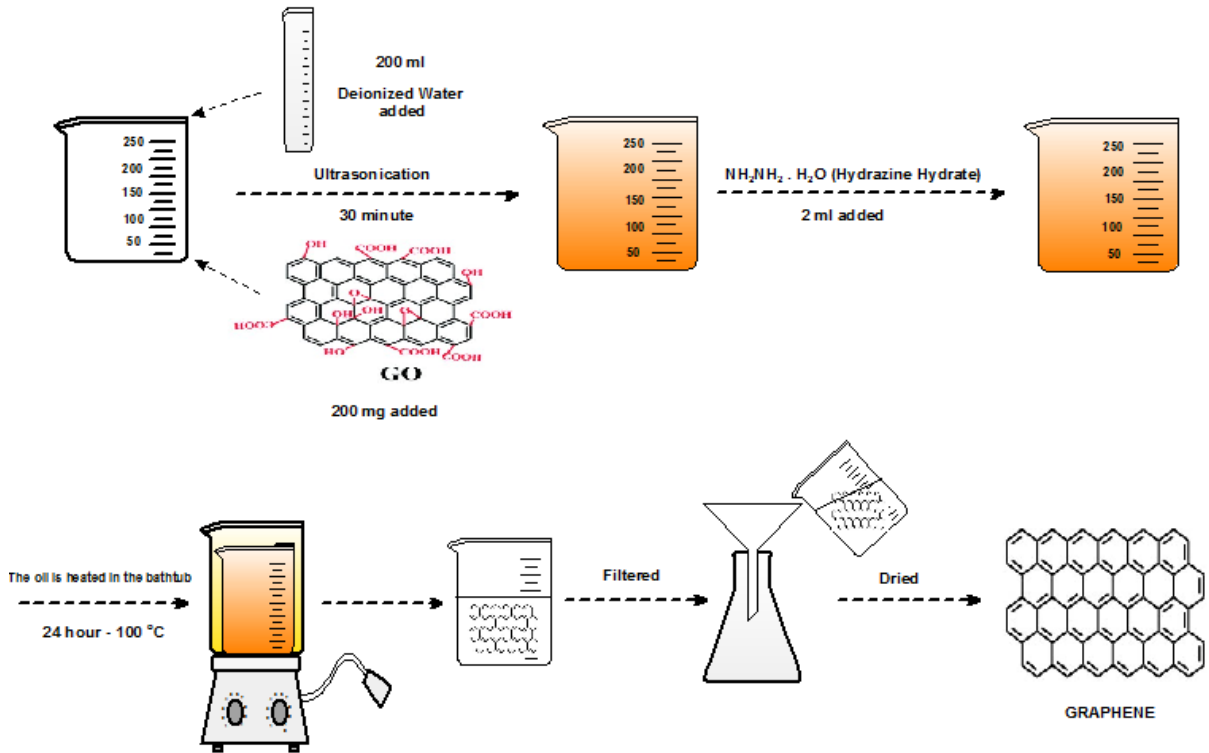 200 ml
Deionized Water
added
250
200
150
100
50
Ultrasonication
30 minute
OH
COOH
COOH
OH
O
OH
OH
O
HOOC
COOH
HO
COOH
COOH
GO
200 mg added
250
200
150
100
50
NH₂NH₂ . H₂O (Hydrazine Hydrate)
2 ml added
250
200
150
100
50
The oil is heated in the bathtub
24 hour - 100 °C
Filtered
Dried
GRAPHENE